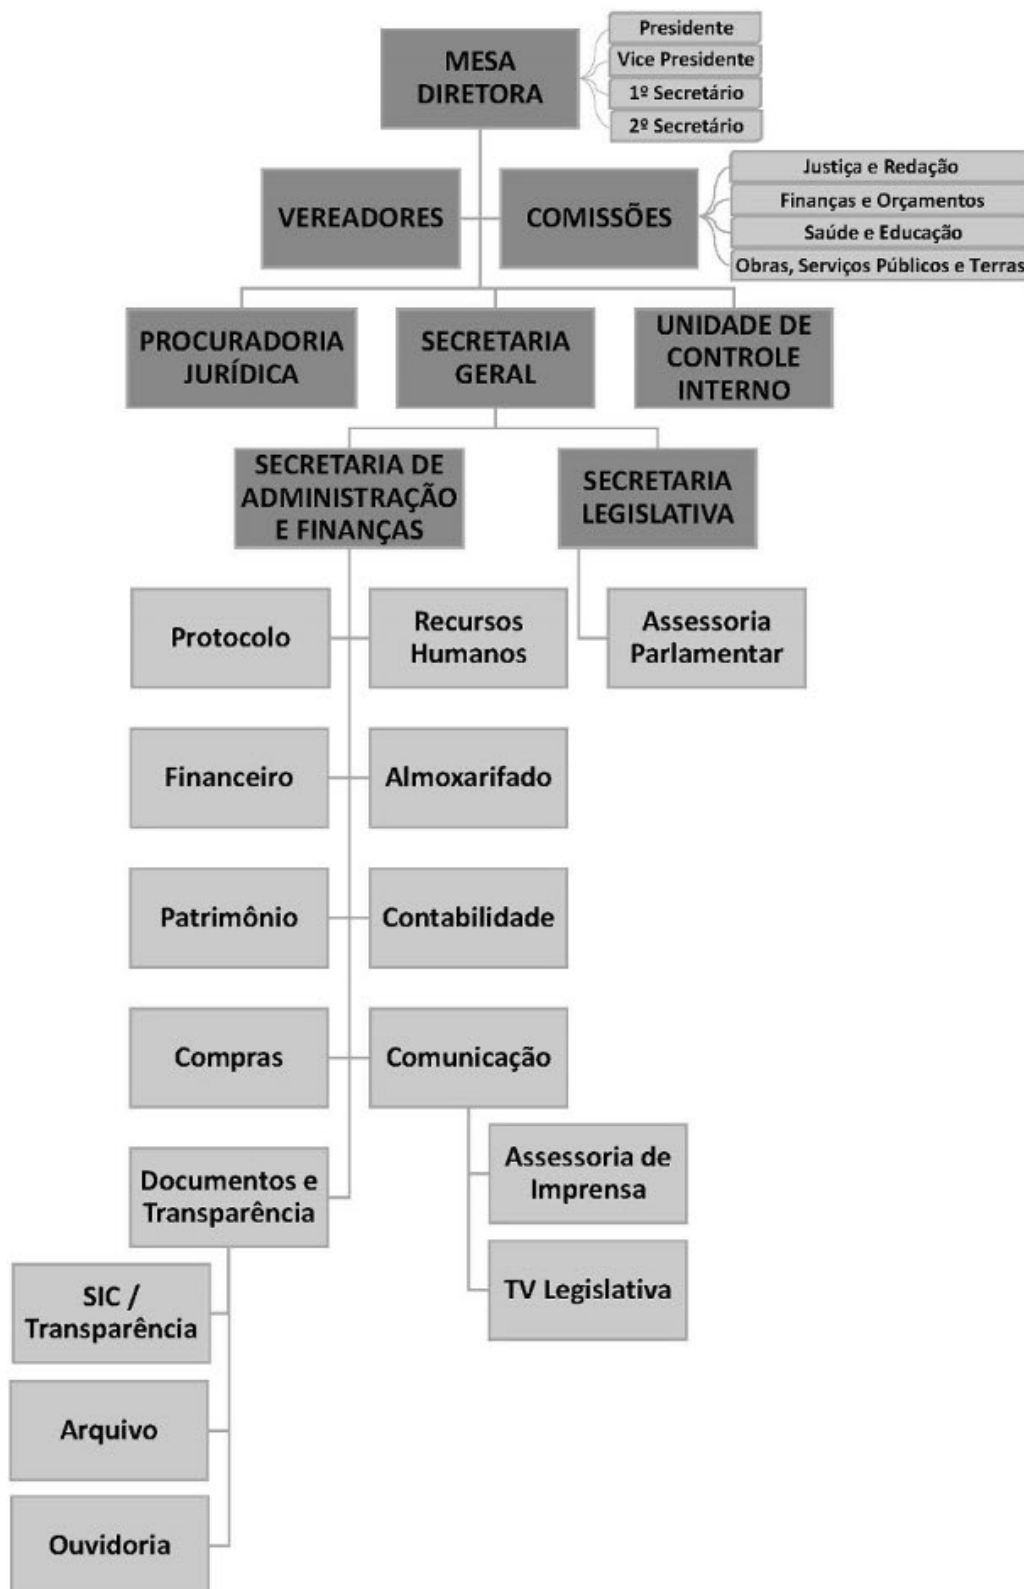 MESA
DIRETORA
Presidente
Vice Presidente
1º Secretário
2º Secretário
VEREADORES
COMISSÕES
Justiça e Redação
Finanças e Orçamentos
Saúde e Educação
Obras, Serviços Públicos e Terras
PROCURADORIA
JURÍDICA
SECRETARIA
GERAL
UNIDADE DE
CONTROLE
INTERNO
SECRETARIA DE
ADMINISTRAÇÃO
E FINANÇAS
SECRETARIA
LEGISLATIVA
Protocolo
Recursos
Humanos
Assessoria
Parlamentar
Financeiro
Almoxarifado
Patrimônio
Contabilidade
Compras
Comunicação
Documentos e
Transparência
Assessoria de
Imprensa
TV Legislativa
SIC /
Transparência
Arquivo
Ouvidoria